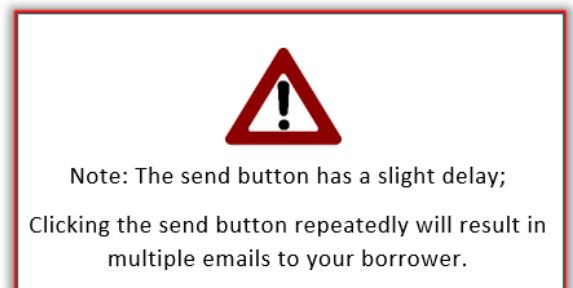 Note: The send button has a slight delay;
Clicking the send button repeatedly will result in
multiple emails to your borrower.